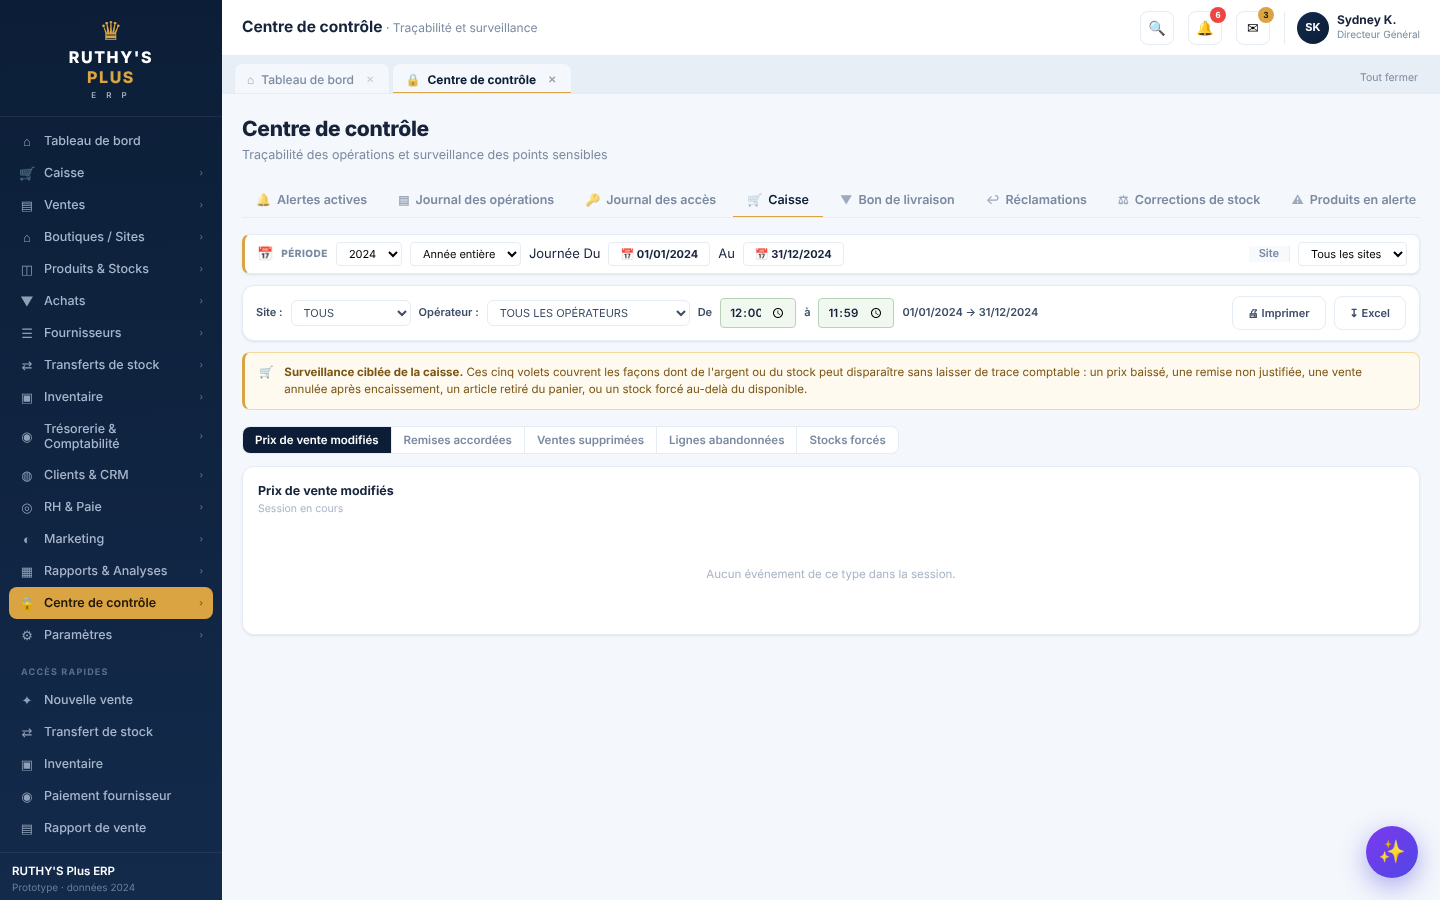 RUTHY'S
PLUS
ERP
Tableau de bord
Caisse
Ventes
Boutiques / Sites
Produits & Stocks
Achats
Fournisseurs
Transferts de stock
Inventaire
Trésorerie &
Comptabilité
Clients & CRM
RH & Paie
Marketing
Rapports & Analyses
Centre de contrôle
Paramètres
ACCÈS RAPIDES
Nouvelle vente
Transfert de stock
Inventaire
Paiement fournisseur
Rapport de vente
RUTHY'S Plus ERP
Prototype · données 2024
Centre de contrôle · Traçabilité et surveillance
6
3
SK
Sydney K.
Directeur Général
Tableau de bord ×
Centre de contrôle ×
Tout fermer
Centre de contrôle
Traçabilité des opérations et surveillance des points sensibles
Alertes actives
Journal des opérations
Journal des accès
Caisse
Bon de livraison
Réclamations
Corrections de stock
Produits en alerte
PÉRIODE 2024 Année entière Journée Du 01/01/2024 Au 31/12/2024 Site Tous les sites
Site : TOUS Opérateur : TOUS LES OPÉRATEURS De 12:00 à 11:59 01/01/2024 → 31/12/2024 Imprimer Excel
Surveillance ciblée de la caisse. Ces cinq volets couvrent les façons dont de l'argent ou du stock peut disparaître sans laisser de trace comptable : un prix baissé, une remise non justifiée, une vente
annulée après encaissement, un article retiré du panier, ou un stock forcé au-delà du disponible.
Prix de vente modifiés
Remises accordées
Ventes supprimées
Lignes abandonnées
Stocks forcés
Prix de vente modifiés
Session en cours
Aucun événement de ce type dans la session.